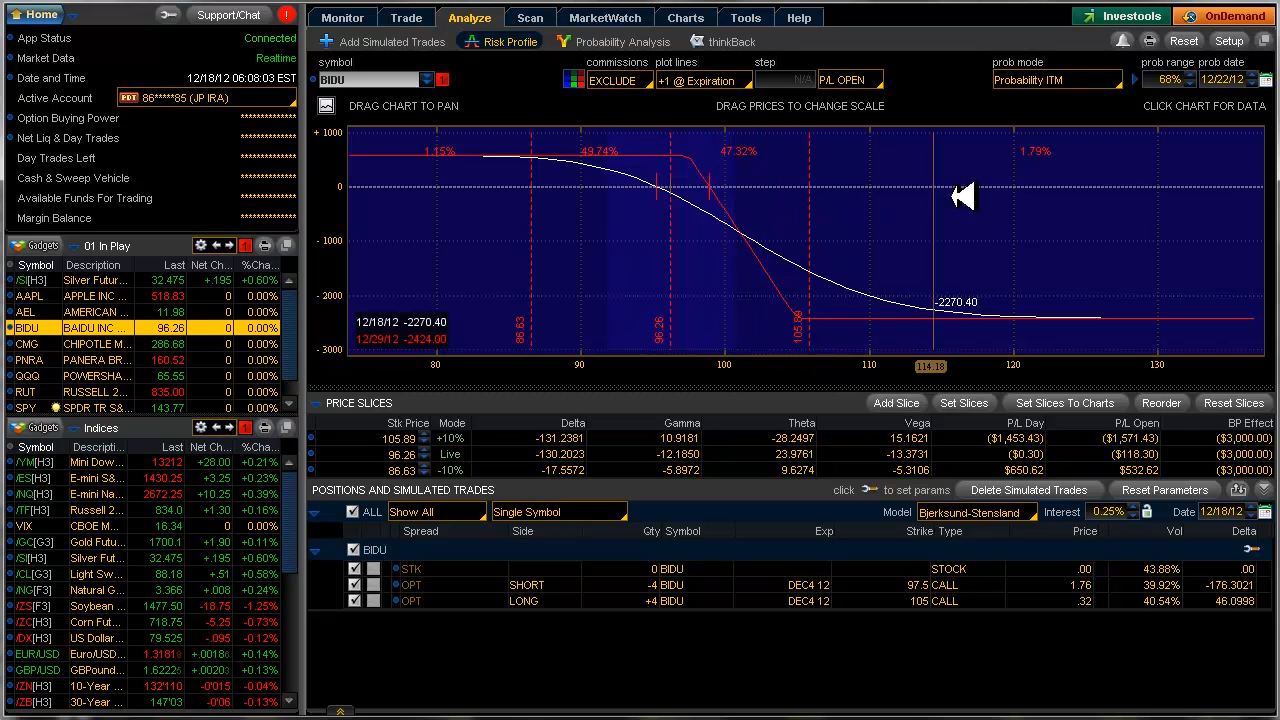 Home Support/Chat !
App Status Connected
Market Data Realtime
Date and Time 12/18/12 06:08:03 EST
Active Account PDT 86*****85 (JP IRA)
Option Buying Power **************
Net Liq & Day Trades **************
Day Trades Left **************
Cash & Sweep Vehicle **************
Available Funds For Trading **************
Margin Balance **************
Gadgets 01 In Play 1
Symbol Description Last Net Ch... %Cha...
/SI[H3] Silver Futur... 32.475 +.195 +0.60%
AAPL APPLE INC ... 518.83 0 0.00%
AEL AMERICAN ... 11.98 0 0.00%
BIDU BAIDU INC ... 96.26 0 0.00%
CMG CHIPOTLE M... 286.68 0 0.00%
PNRA PANERA BR... 160.52 0 0.00%
QQQ POWERSHA... 65.55 0 0.00%
RUT RUSSELL 2... 835.00 0 0.00%
SPY SPDR TR S&... 143.77 0 0.00%
Gadgets Indices 1
Symbol Descripti... Last Net Ch... %Cha...
/YM[H3] Mini Dow... 13212 +28.00 +0.21%
/ES[H3] E-mini S&... 1430.25 +3.25 +0.23%
/NQ[H3] E-mini Na... 2672.25 +10.25 +0.39%
/TF[H3] Russell 2... 834.0 +1.30 +0.16%
VIX CBOE M... 16.34 0 0.00%
/GC[G3] Gold Futu... 1700.1 +1.90 +0.11%
/SI[H3] Silver Fut... 32.475 +.195 +0.60%
/CL[G3] Light Sw... 88.18 +.51 +0.58%
/NG[F3] Natural G... 3.366 +.008 +0.24%
/ZS[F3] Soybean ... 1477.50 -18.75 -1.25%
/ZC[H3] Corn Fut... 718.75 -5.25 -0.73%
/DX[H3] US Dollar... 79.525 -.095 -0.12%
EUR/USD Euro/USD... +0.14%
GBP/USD GBPound... +0.13%
/ZN[H3] 10-Year ... 132'110 -0'015 -0.04%
/ZB[H3] 30-Year ... 147'03 -0'06 -0.13%
Monitor Trade Analyze Scan MarketWatch Charts Tools Help Investools OnDemand
Add Simulated Trades Risk Profile Probability Analysis thinkBack Reset Setup
symbol commissions plot lines step prob mode prob range prob date
BIDU 1 EXCLUDE +1 @ Expiration N/A P/L OPEN Probability ITM 68% 12/22/12
DRAG CHART TO PAN DRAG PRICES TO CHANGE SCALE CLICK CHART FOR DATA
+ 1000
1.15% 49.74% 47.32% 1.79%
0
- 1000
- 2000
-2270.40
12/18/12 -2270.40
12/29/12 -2424.00
86.63 96.26 105.89
- 3000
80 90 100 110 114.18 120 130
PRICE SLICES Add Slice Set Slices Set Slices To Charts Reorder Reset Slices
Stk Price Mode Delta Gamma Theta Vega P/L Day P/L Open BP Effect
105.89 +10% -131.2381 10.9181 -28.2497 15.1621 ($1,453.43) ($1,571.43) ($3,000.00)
96.26 Live -130.2023 -12.1850 23.9761 -13.3731 ($0.30) ($118.30) ($3,000.00)
86.63 -10% -17.5572 -5.8972 9.6274 -5.3106 $650.62 $532.62 ($3,000.00)
POSITIONS AND SIMULATED TRADES click to set params Delete Simulated Trades Reset Parameters
ALL Show All Single Symbol Model Bjerksund-Stensland Interest 0.25% Date 12/18/12
Spread Side Qty Symbol Exp Strike Type Price Vol Delta
BIDU
STK 0 BIDU STOCK .00 43.88% .00
OPT SHORT -4 BIDU DEC4 12 97.5 CALL 1.76 39.92% -176.3021
OPT LONG +4 BIDU DEC4 12 105 CALL .32 40.54% 46.0998